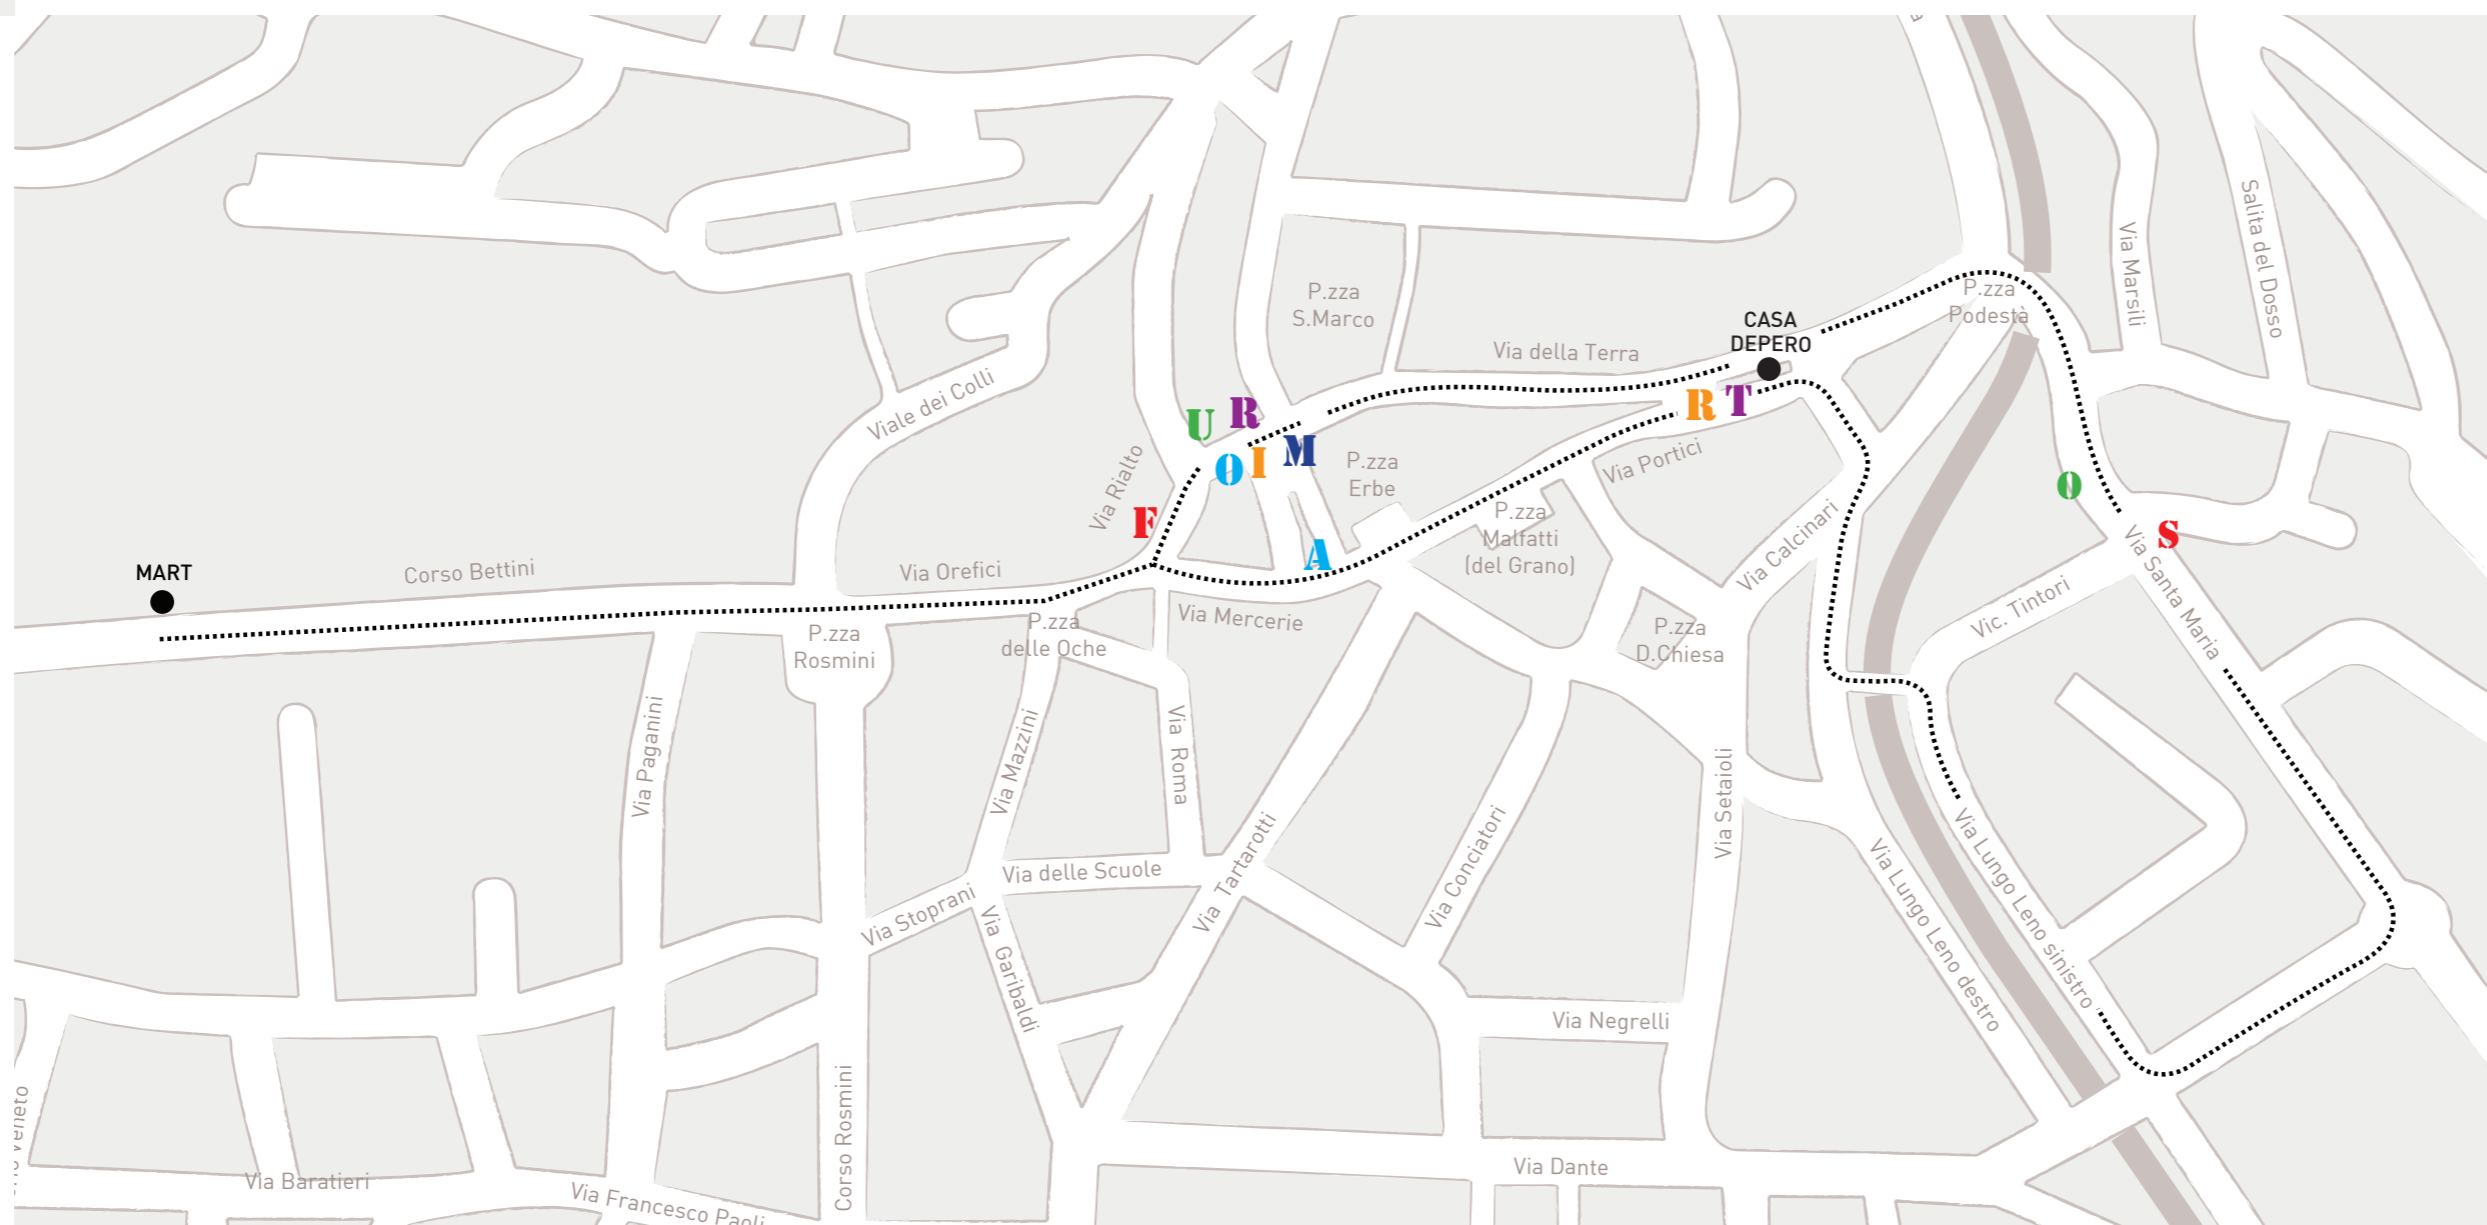 Via Marsili
Salita del Dosso
P.zza
S.Marco
P.zza
Podestà
CASA
DEPERO
Via della Terra
Viale dei Colli
U
R
R
T
O
I
M
P.zza
Erbe
Via Portici
Via Rialto
F
A
P.zza
Malfatti
(del Grano)
Via Calcinari
O
S
Via Santa Maria
MART
Corso Bettini
Via Orefici
Via Mercerie
Vic. Tintori
P.zza
Rosmini
P.zza
delle Oche
P.zza
D.Chiesa
Via Paganini
Via Mazzini
Via Roma
Via Setaioli
Via Tartarotti
Via Conciatori
Via Lungo Leno sinistro
Via Lungo Leno destro
Via delle Scuole
Via Stoprani
Via Garibaldi
Via Negrelli
Corso Rosmini
Via Dante
Via Baratieri
Via Francesco Paoli
Veneto